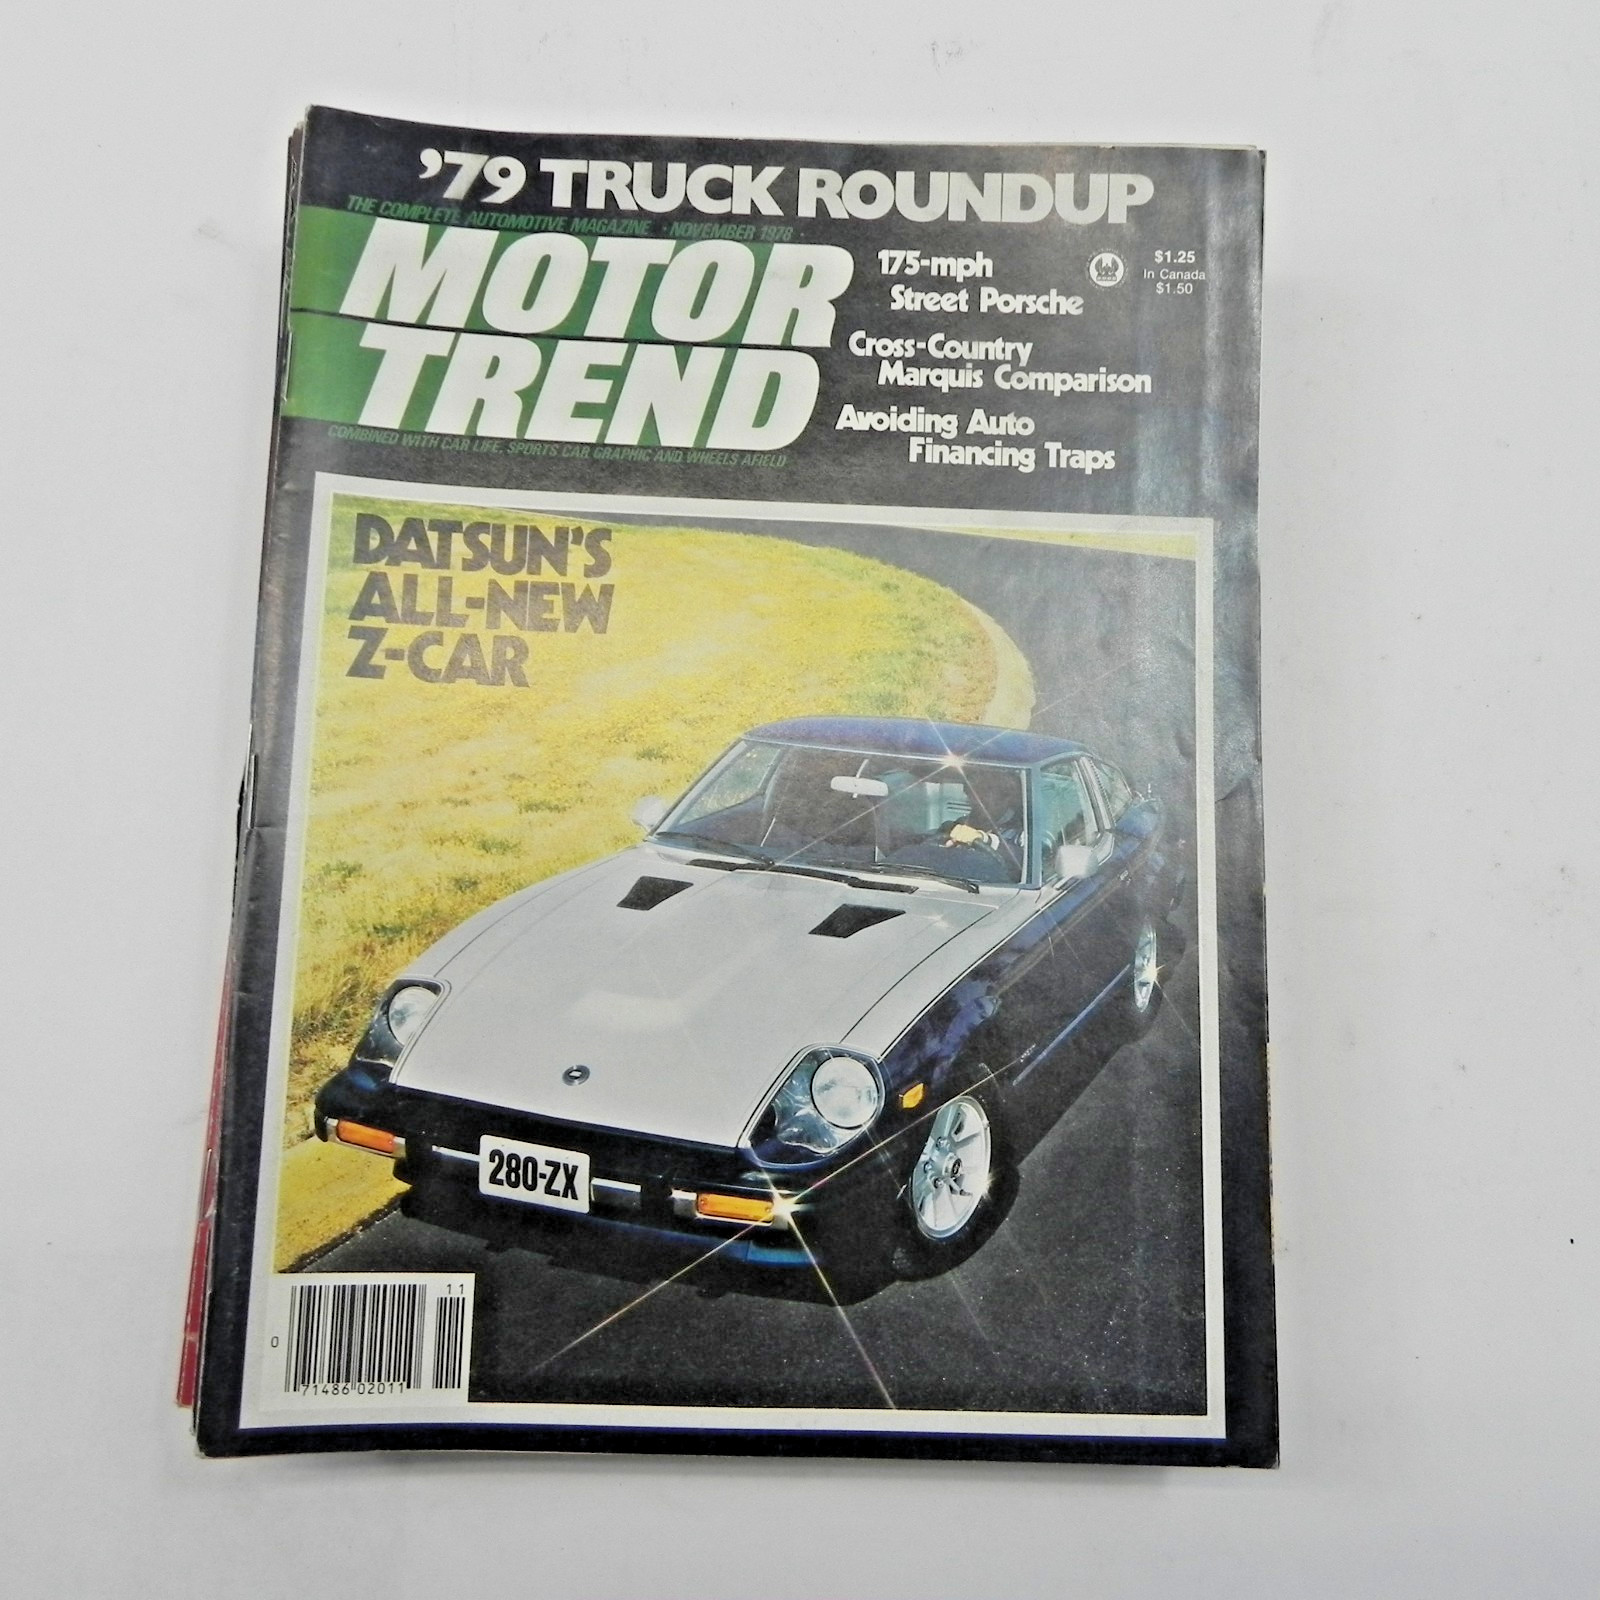 '79 TRUCK ROUNDUP
THE COMPLETE AUTOMOTIVE MAGAZINE · NOVEMBER 1978 ·
MOTOR
TREND
COMBINED WITH CAR LIFE, SPORTS CAR GRAPHIC AND WHEELS AFIELD
175-mph
Street Porsche
Cross-Country
Marquis Comparison
Avoiding Auto
Financing Traps
$1.25
In Canada
$1.50
DATSUN'S
ALL-NEW
Z-CAR
280-ZX
11
0
71486 02011